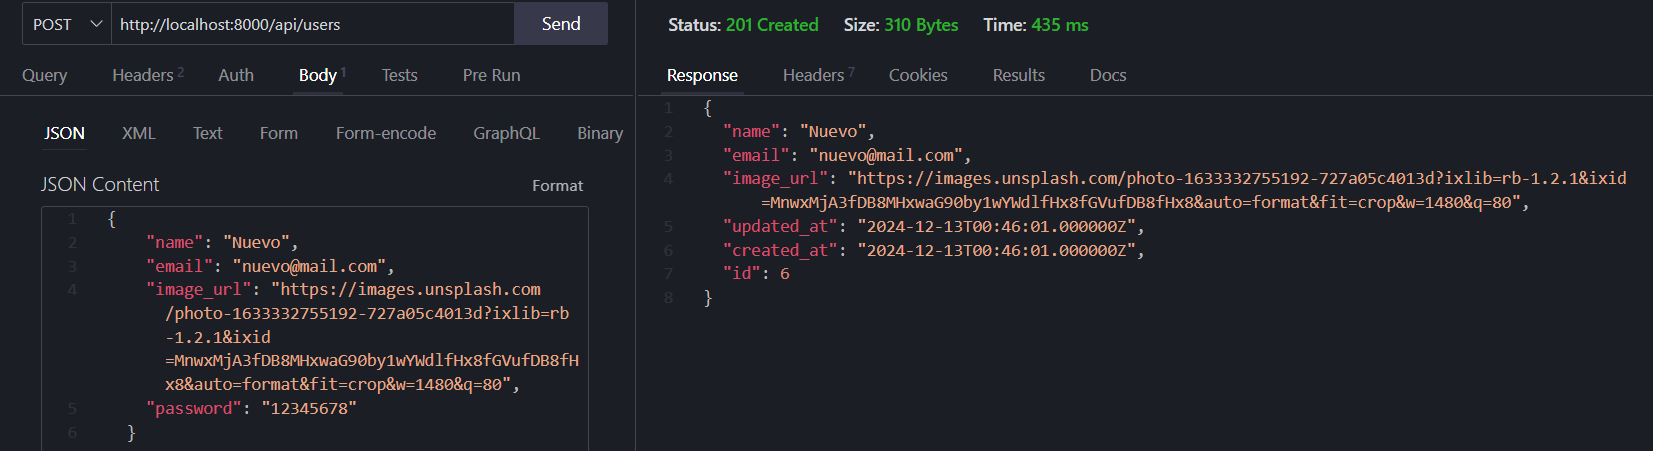 POST http://localhost:8000/api/users Send
Query Headers 2 Auth Body 1 Tests Pre Run
JSON XML Text Form Form-encode GraphQL Binary
JSON Content Format
1 {
2 "name": "Nuevo",
3 "email": "nuevo@mail.com",
4 "image_url": "https://images.unsplash.com
/photo-1633332755192-727a05c4013d?ixlib=rb
-1.2.1&ixid
=MnwxMjA3fDB8MHxwaG90by1wYWdlfHx8fGVufDB8fH
x8&auto=format&fit=crop&w=1480&q=80",
5 "password": "12345678"
6 }
Status: 201 Created Size: 310 Bytes Time: 435 ms
Response Headers 7 Cookies Results Docs
1 {
2 "name": "Nuevo",
3 "email": "nuevo@mail.com",
4 "image_url": "https://images.unsplash.com/photo-1633332755192-727a05c4013d?ixlib=rb-1.2.1&ixid
=MnwxMjA3fDB8MHxwaG90by1wYWdlfHx8fGVufDB8fHx8&auto=format&fit=crop&w=1480&q=80",
5 "updated_at": "2024-12-13T00:46:01.000000Z",
6 "created_at": "2024-12-13T00:46:01.000000Z",
7 "id": 6
8 }